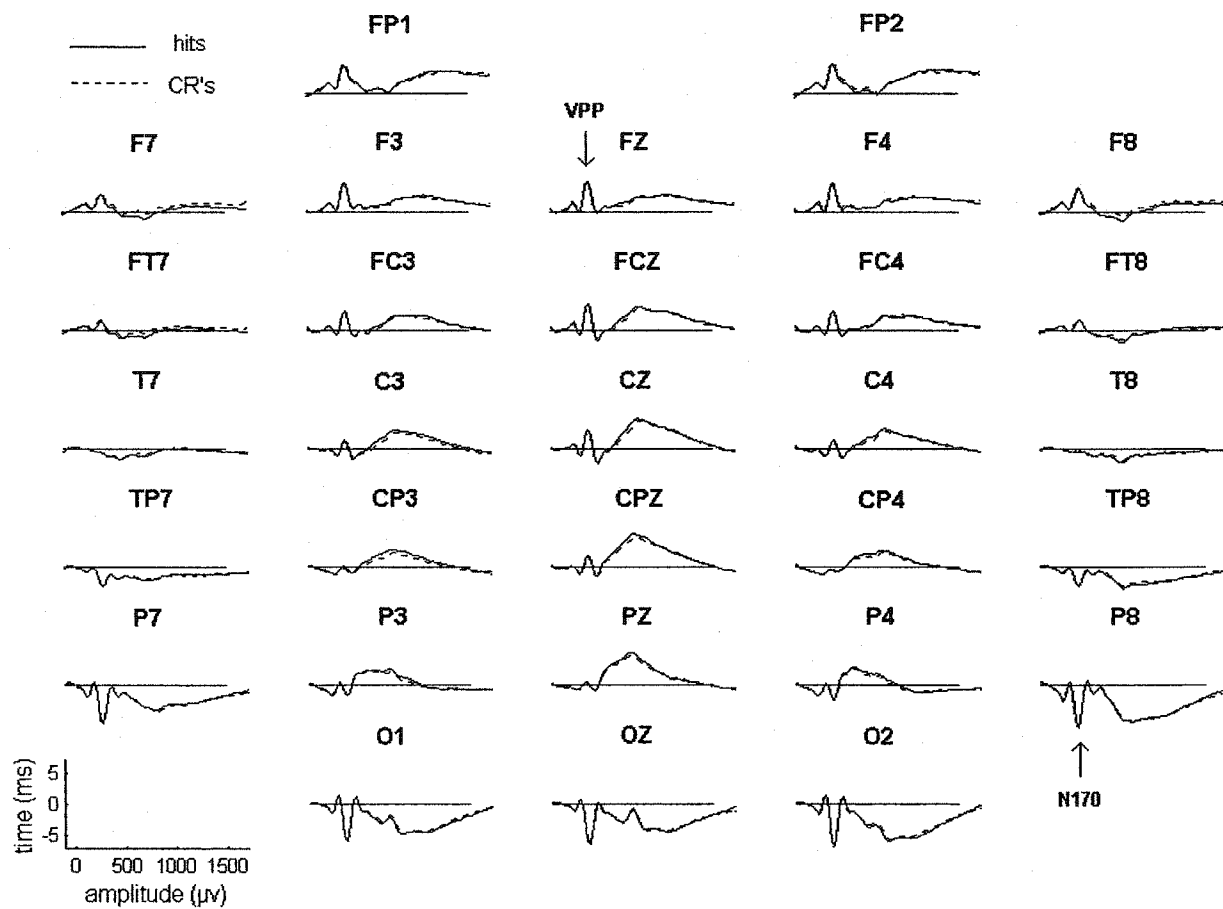 hits
CR's
FP1 FP2
VPP
F7 F3 FZ F4 F8
FT7 FC3 FCZ FC4 FT8
T7 C3 CZ C4 T8
TP7 CP3 CPZ CP4 TP8
P7 P3 PZ P4 P8
O1 OZ O2
N170
time (ms)
5
0
-5
0 500 1000 1500
amplitude (μv)